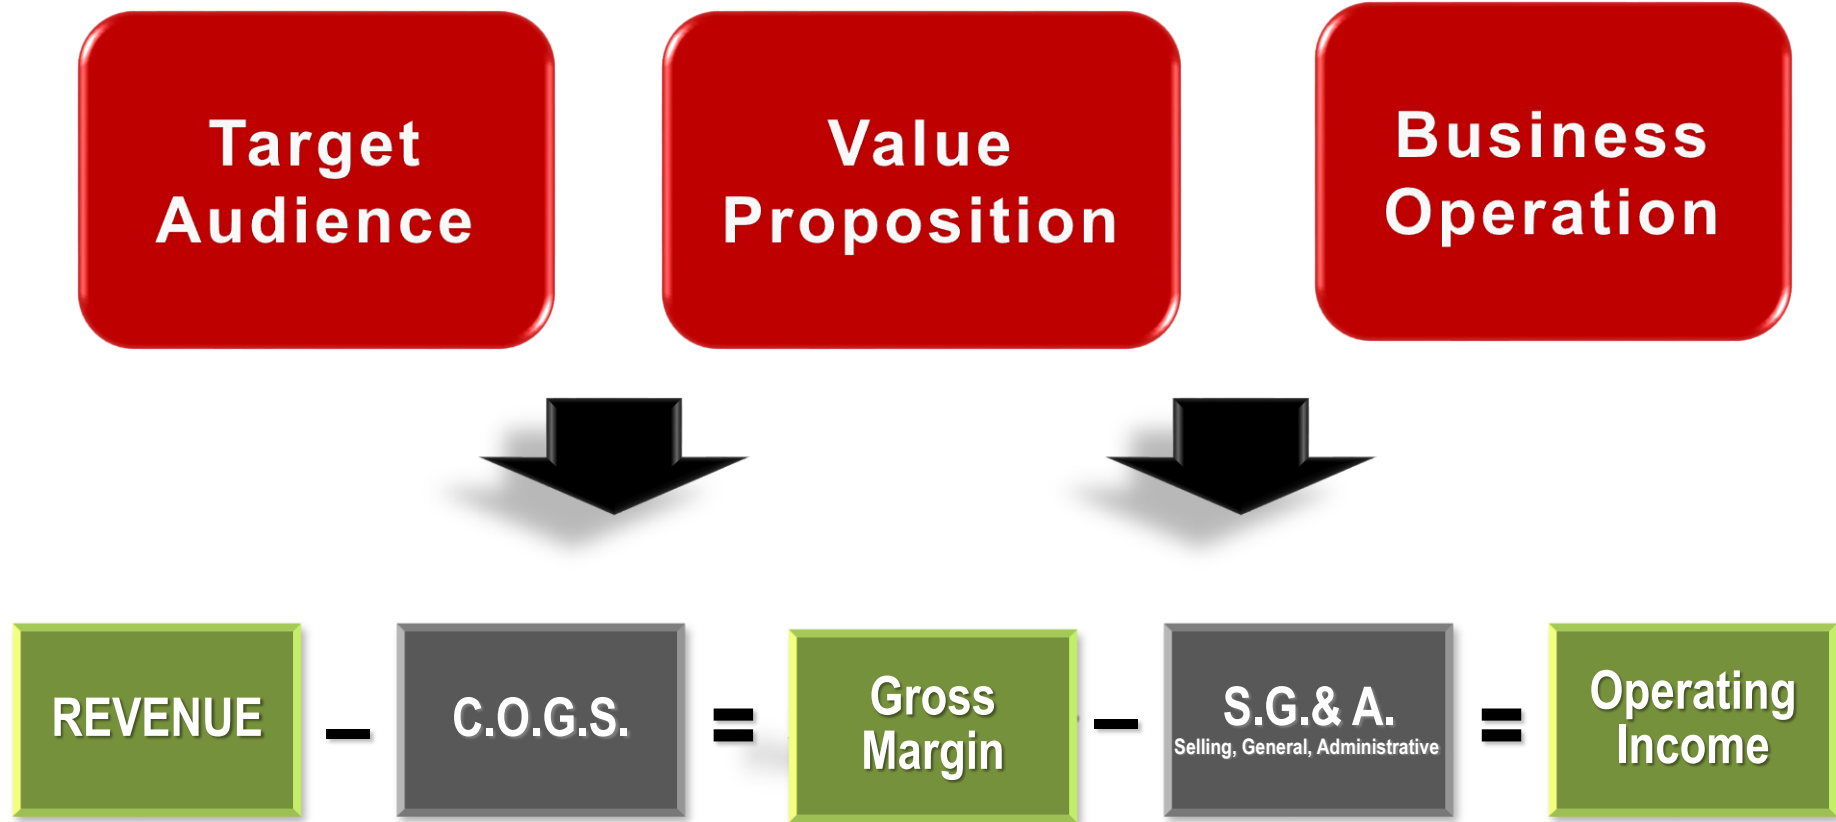 Target
Audience
Value
Proposition
Business
Operation
REVENUE
–
C.O.G.S.
=
Gross
Margin
–
S.G.& A.
Selling, General, Administrative
=
Operating
Income